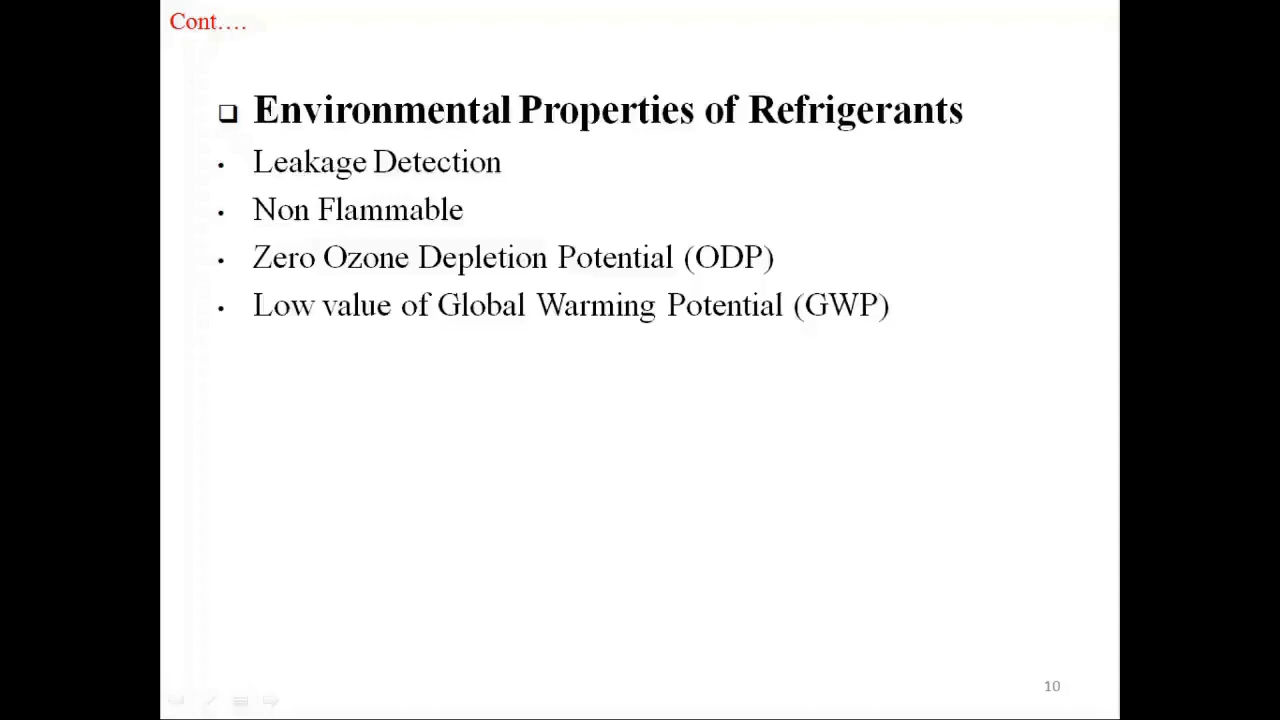 Cont….
❑ Environmental Properties of Refrigerants
• Leakage Detection
• Non Flammable
• Zero Ozone Depletion Potential (ODP)
• Low value of Global Warming Potential (GWP)
10